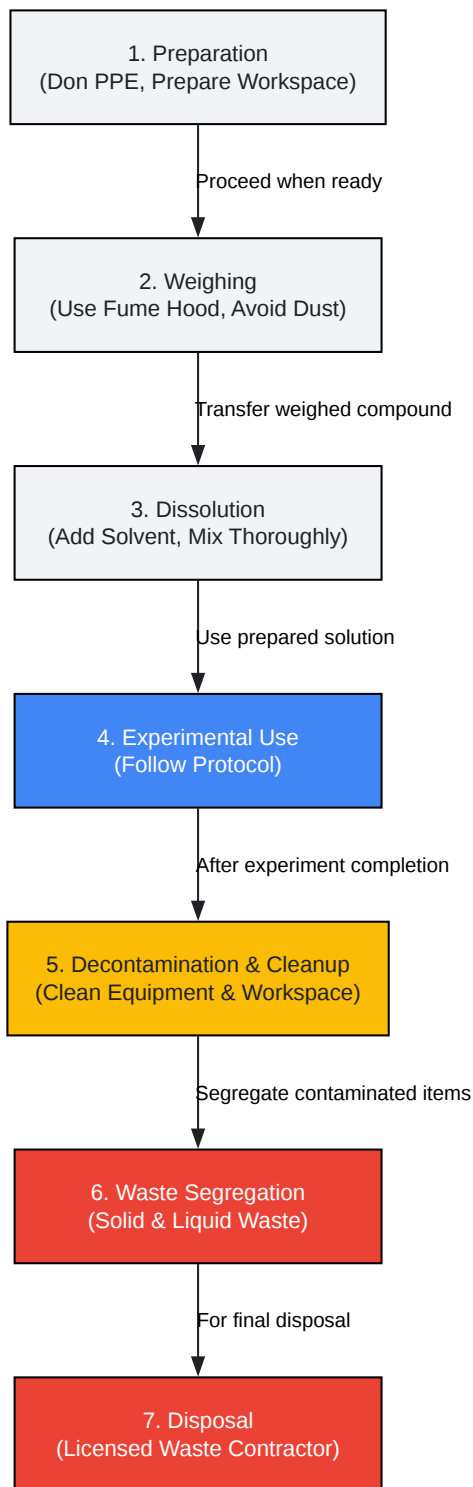 1. Preparation
(Don PPE, Prepare Workspace)
Proceed when ready
2. Weighing
(Use Fume Hood, Avoid Dust)
Transfer weighed compound
3. Dissolution
(Add Solvent, Mix Thoroughly)
Use prepared solution
4. Experimental Use
(Follow Protocol)
After experiment completion
5. Decontamination & Cleanup
(Clean Equipment & Workspace)
Segregate contaminated items
6. Waste Segregation
(Solid & Liquid Waste)
For final disposal
7. Disposal
(Licensed Waste Contractor)